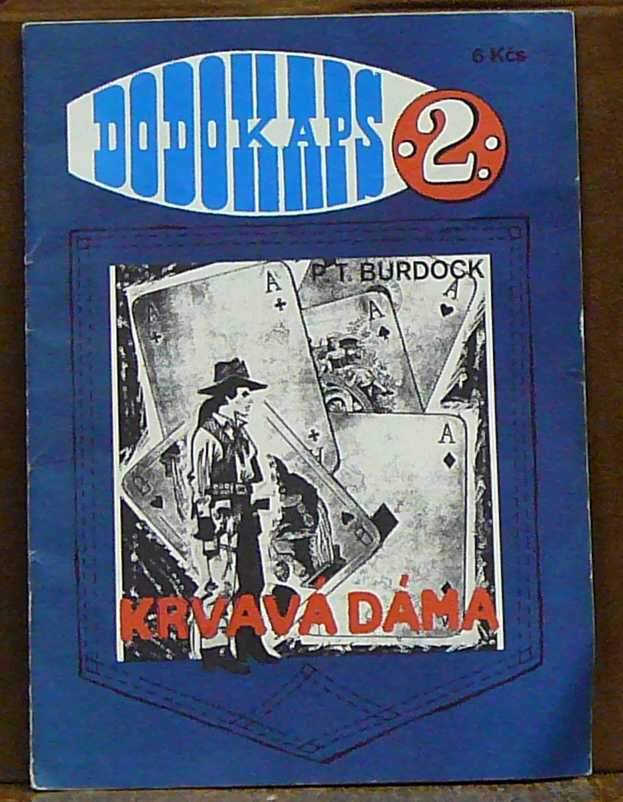 6 Kčs
DODOKAPS
2
P. T. BURDOCK
A
A
A
A
A
KRVAVÁ DÁMA